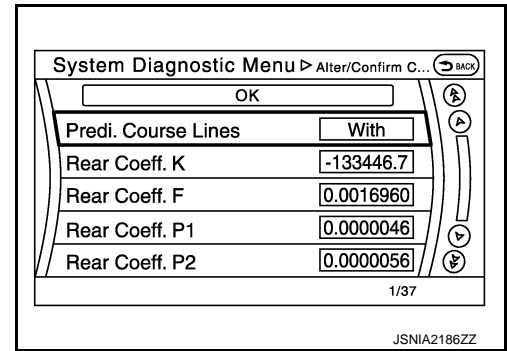 System Diagnostic Menu ▷ Alter/Confirm C... BACK
OK
Predi. Course Lines With
Rear Coeff. K -133446.7
Rear Coeff. F 0.0016960
Rear Coeff. P1 0.0000046
Rear Coeff. P2 0.0000056
1/37
JSNIA2186ZZ